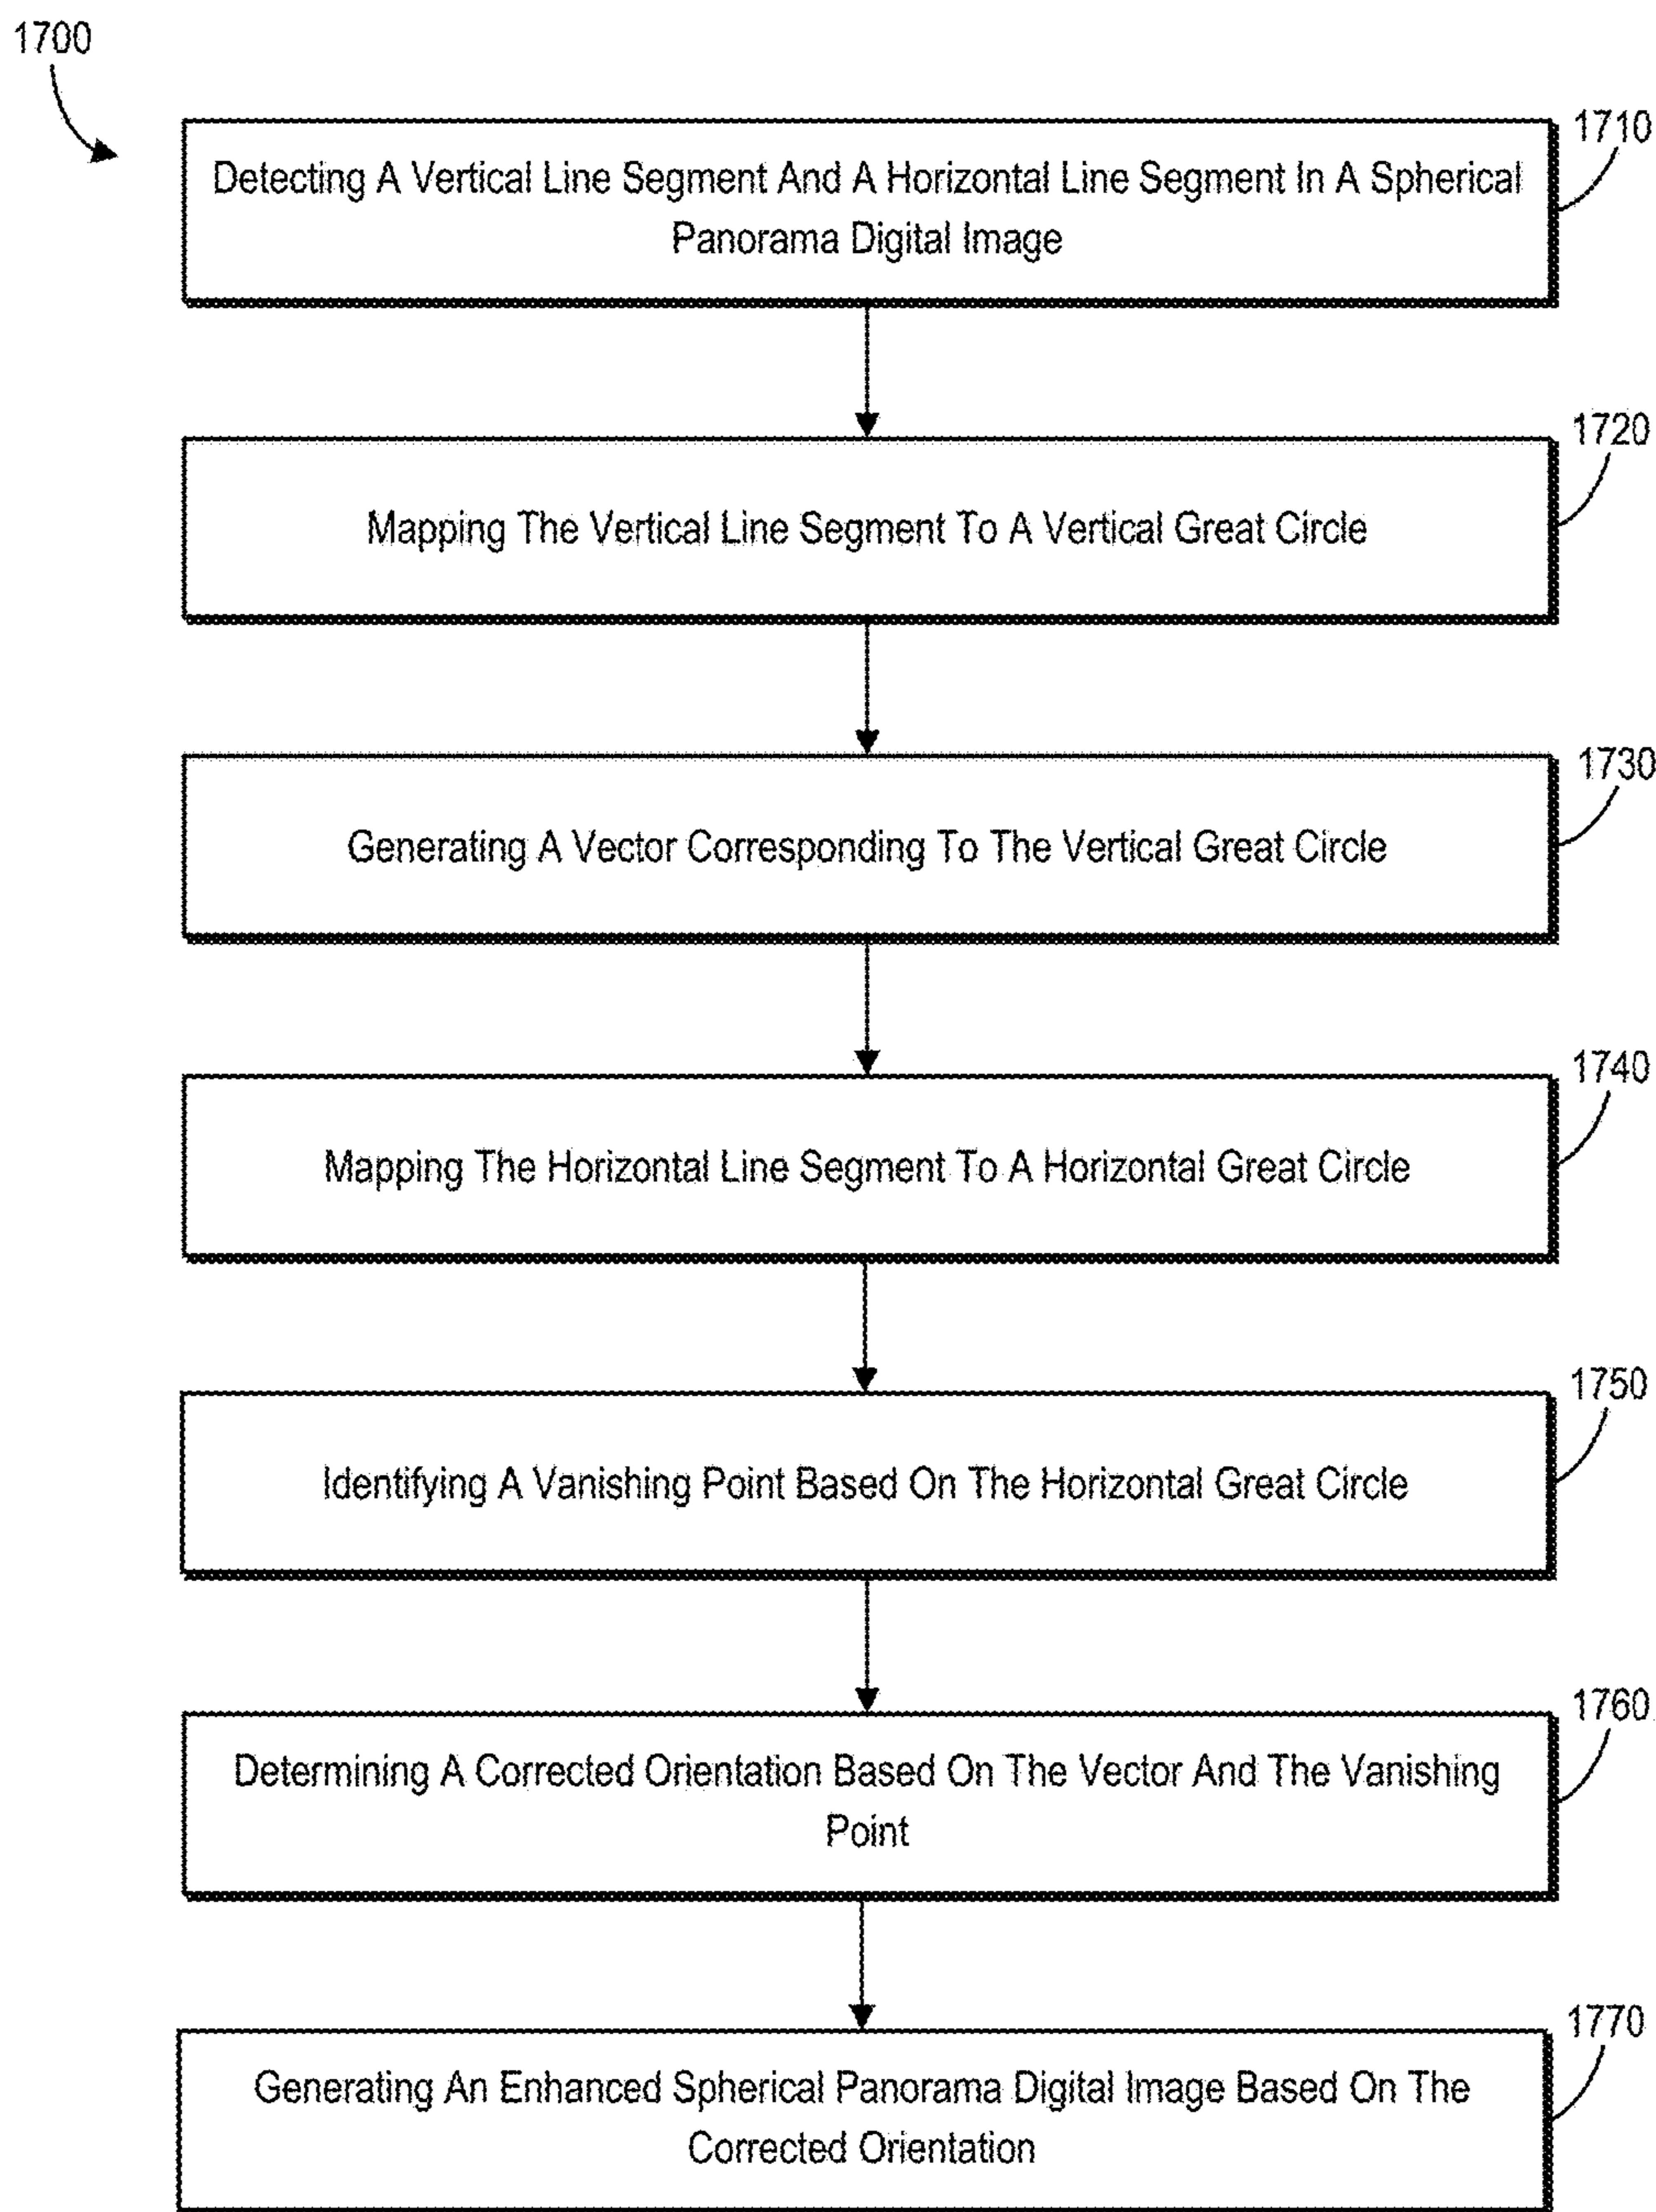 1700
1710
Detecting A Vertical Line Segment And A Horizontal Line Segment In A Spherical
Panorama Digital Image
1720
Mapping The Vertical Line Segment To A Vertical Great Circle
1730
Generating A Vector Corresponding To The Vertical Great Circle
1740
Mapping The Horizontal Line Segment To A Horizontal Great Circle
1750
Identifying A Vanishing Point Based On The Horizontal Great Circle
1760
Determining A Corrected Orientation Based On The Vector And The Vanishing
Point
1770
Generating An Enhanced Spherical Panorama Digital Image Based On The
Corrected Orientation